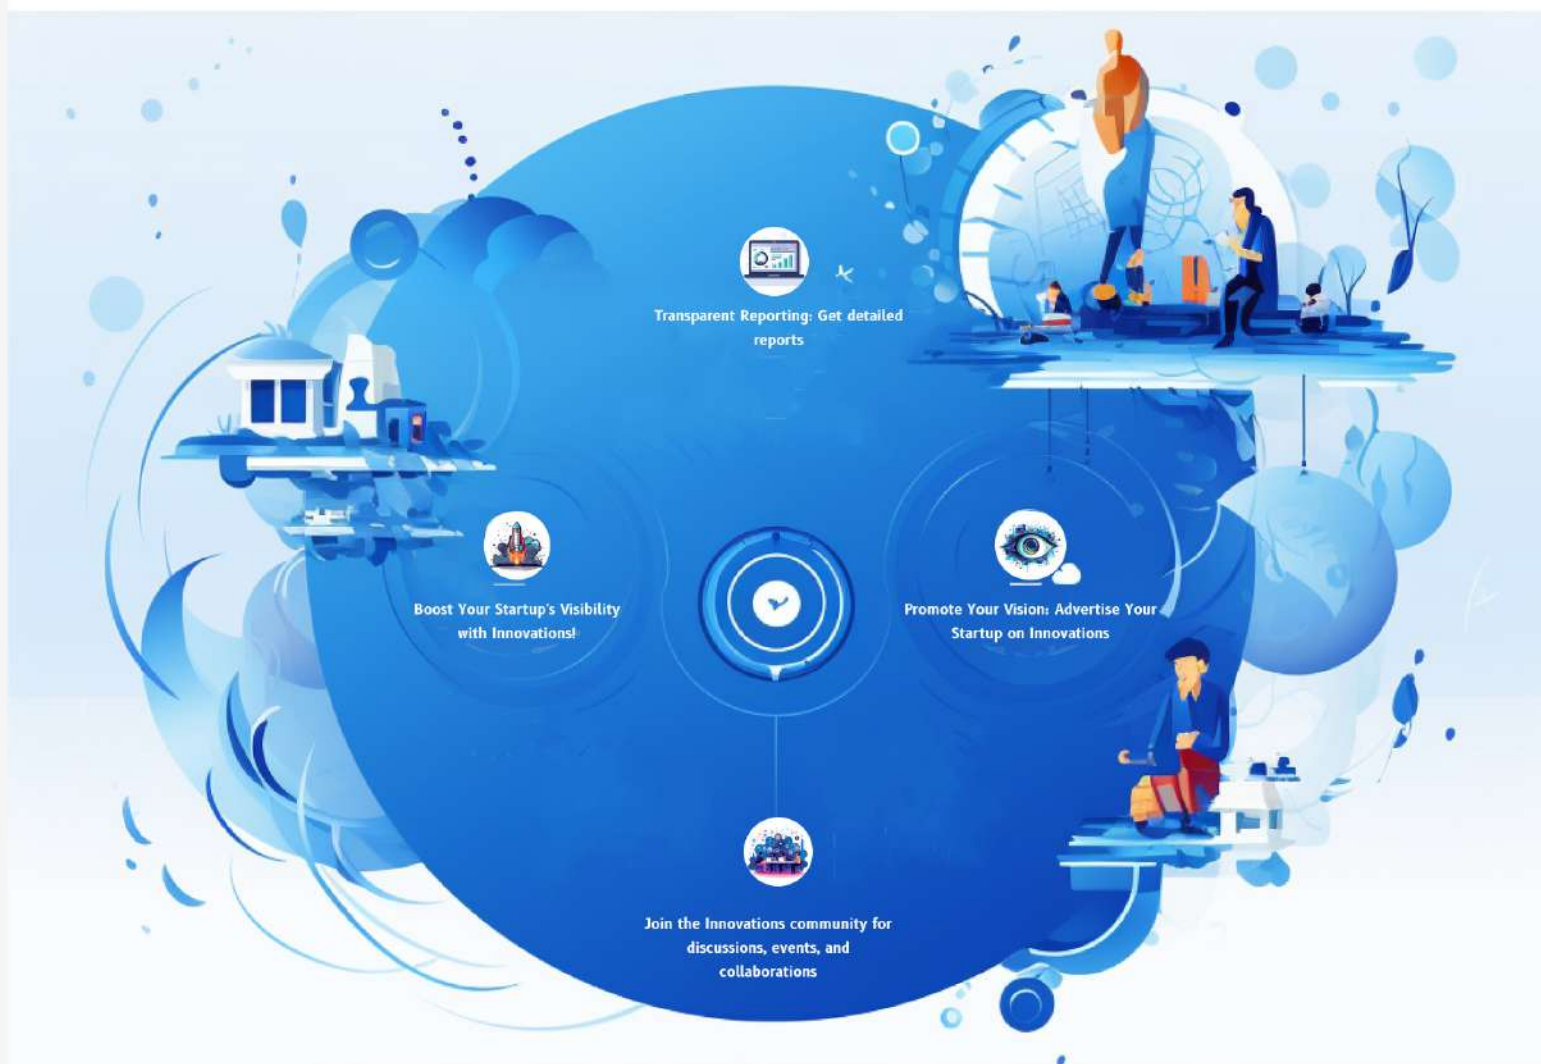 Transparent Reporting: Get detailed
reports
Boost Your Startup's Visibility
with Innovations!
Promote Your Vision: Advertise Your
Startup on Innovations
Join the Innovations community for
discussions, events, and
collaborations